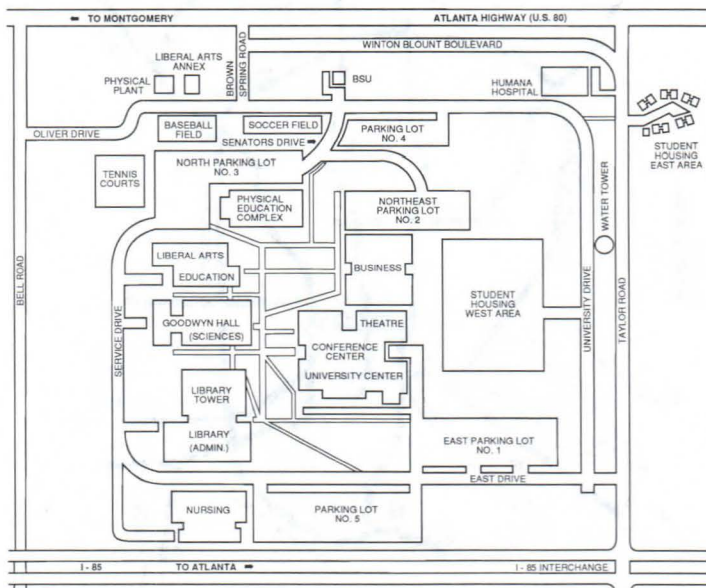 TO MONTGOMERY
ATLANTA HIGHWAY (U.S. 80)
WINTON BLOUNT BOULEVARD
LIBERAL ARTS
ANNEX
PHYSICAL
PLANT
BROWN
SPRING ROAD
BSU
HUMANA
HOSPITAL
OLIVER DRIVE
BASEBALL
FIELD
SOCCER FIELD
SENATORS DRIVE
PARKING LOT
NO. 4
STUDENT
HOUSING
EAST AREA
NORTH PARKING LOT
NO. 3
TENNIS
COURTS
PHYSICAL
EDUCATION
COMPLEX
NORTHEAST
PARKING LOT
NO. 2
WATER TOWER
LIBERAL ARTS
EDUCATION
BUSINESS
BELL ROAD
STUDENT
HOUSING
WEST AREA
UNIVERSITY DRIVE
TAYLOR ROAD
SERVICE DRIVE
GOODWYN HALL
(SCIENCES)
THEATRE
CONFERENCE
CENTER
UNIVERSITY CENTER
LIBRARY
TOWER
LIBRARY
(ADMIN.)
EAST PARKING LOT
NO. 1
EAST DRIVE
NURSING
PARKING LOT
NO. 5
I - 85
TO ATLANTA
I - 85 INTERCHANGE